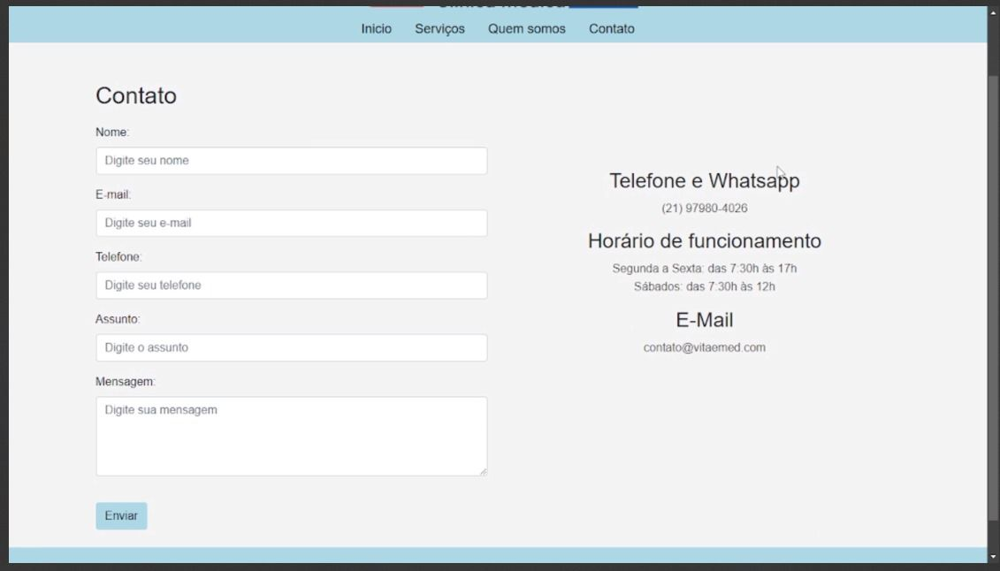 Inicio Serviços Quem somos Contato
Contato
Nome:
Digite seu nome
E-mail:
Digite seu e-mail
Telefone:
Digite seu telefone
Assunto:
Digite o assunto
Mensagem:
Digite sua mensagem
Enviar
Telefone e Whatsapp
(21) 97980-4026
Horário de funcionamento
Segunda a Sexta: das 7:30h às 17h
Sábados: das 7:30h às 12h
E-Mail
contato@vitaemed.com